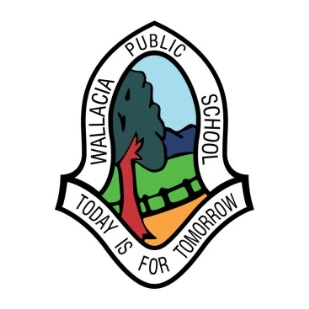 WALLACIA PUBLIC SCHOOL
TODAY IS FOR TOMORROW